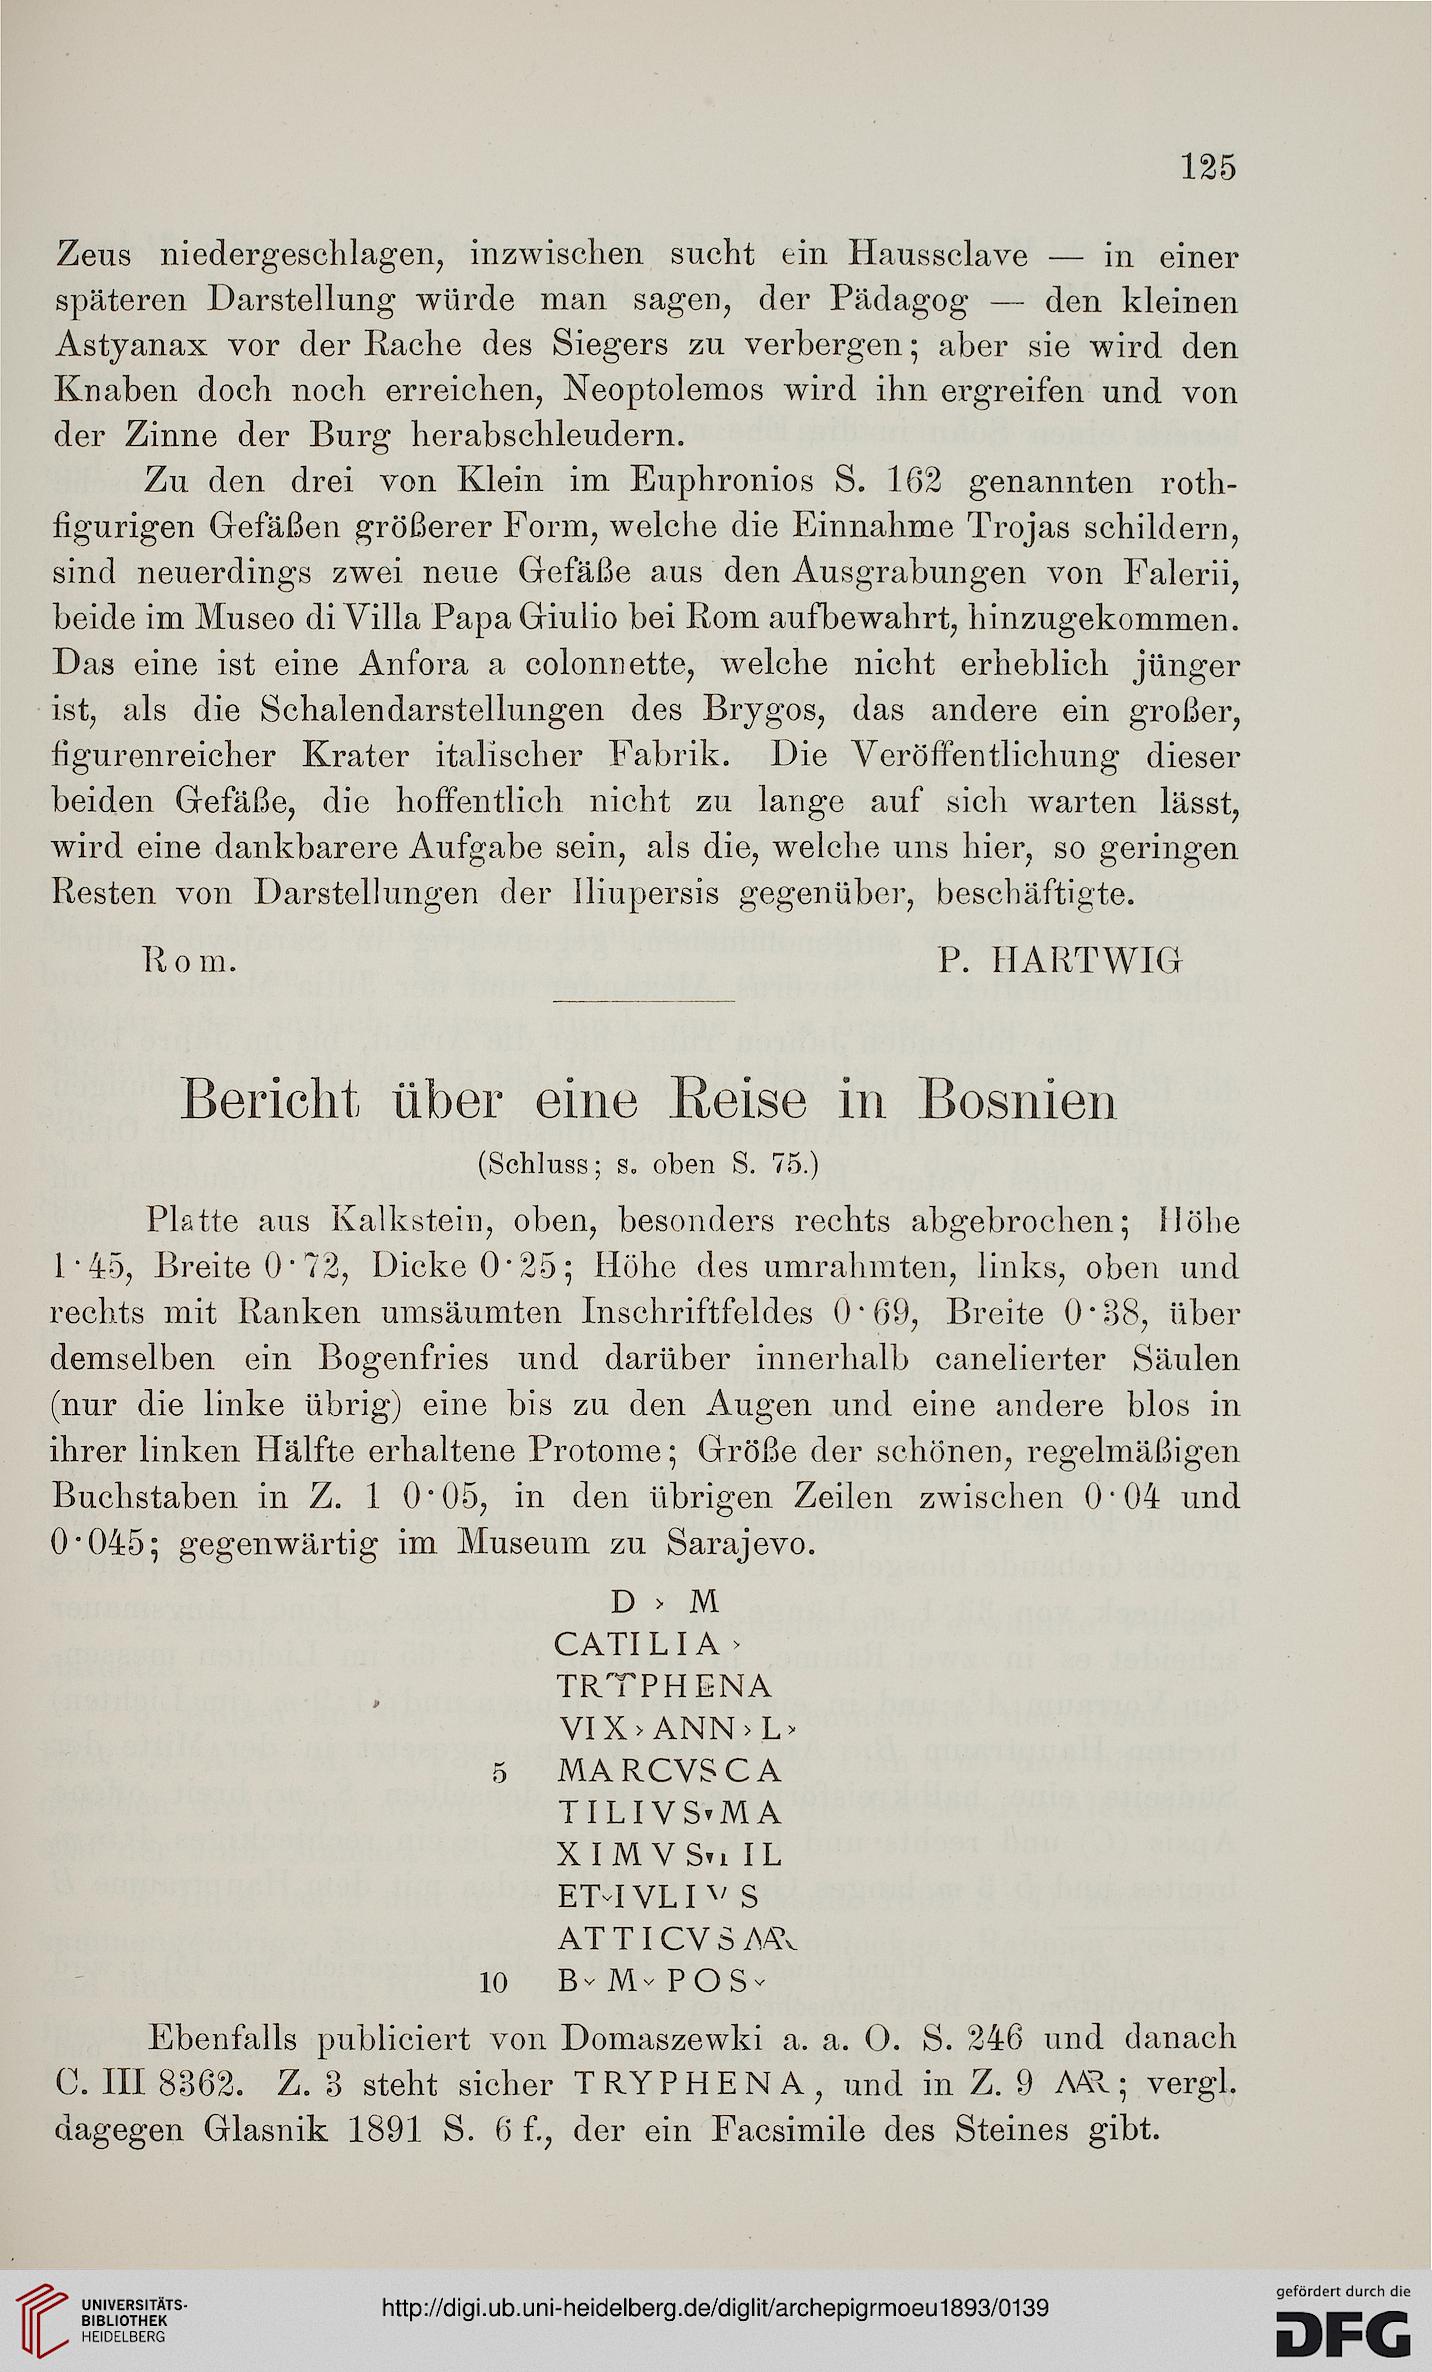 125
Zeus niedergeschlagen, inzwischen sucht ein Haussclave — in einer
späteren Darstellung würde man sagen, der Pädagog — den kleinen
Astyanax vor der Rache des Siegers zu verbergen; aber sie wird den
Knaben doch noch erreichen, Neoptolemos wird ihn ergreifen und von
der Zinne der Burg herabschleudern.
Zu den drei von Klein im Euphronios S. 162 genannten roth-
figurigen Gefäßen größerer Form, welche die Einnahme Trojas schildern,
sind neuerdings zwei neue Gefäße aus den Ausgrabungen von Falerii,
beide im Museo di Villa Papa Giulio bei Rom aufbewahrt, hinzugekommen.
Das eine ist eine Anfora a colonnette, welche nicht erheblich jünger
ist, als die Schalendarstellungen des Brygos, das andere ein großer,
figurenreicher Krater italischer Fabrik. Die Veröffentlichung dieser
beiden Gefäße, die hoffentlich nicht zu lange auf sich warten lässt,
wird eine dankbarere Aufgabe sein, als die, welche uns hier, so geringen
Resten von Darstellungen der Iliupersis gegenüber, beschäftigte.
Rom. P. HARTWIG
Bericht über eine Reise in Bosnien
(Schluss; s. oben S. 75.)
Platte aus Kalkstein, oben, besonders rechts abgebrochen; Höhe
1·45, Breite 0·72, Dicke 0·25; Höhe des umrahmten, links, oben und
rechts mit Ranken umsäumten Inschriftfeldes 0·69, Breite 0·38, über
demselben ein Bogenfries und darüber innerhalb canelierter Säulen
(nur die linke übrig) eine bis zu den Augen und eine andere blos in
ihrer linken Hälfte erhaltene Protome; Größe der schönen, regelmäßigen
Buchstaben in Z. 1 0·05, in den übrigen Zeilen zwischen 0·04 und
0·045; gegenwärtig im Museum zu Sarajevo.
D > M
CATILIA >
TRYPHENA
VIX > ANN > L >
5 MARCVS CA
TILIVS ▾ MA
XIMVS ▾ IL
ET ˅ IVLIVS
ATTICVS MAR
10 B ˅ M ˅ POS ˅
Ebenfalls publiciert von Domaszewki a. a. O. S. 246 und danach
C. III 8362. Z. 3 steht sicher TRYPHENA, und in Z. 9 MAR; vergl.
dagegen Glasnik 1891 S. 6 f., der ein Facsimile des Steines gibt.
UNIVERSITÄTS-
BIBLIOTHEK
HEIDELBERG
http://digi.ub.uni-heidelberg.de/diglit/archepigrmoeu1893/0139
gefördert durch die
DFG